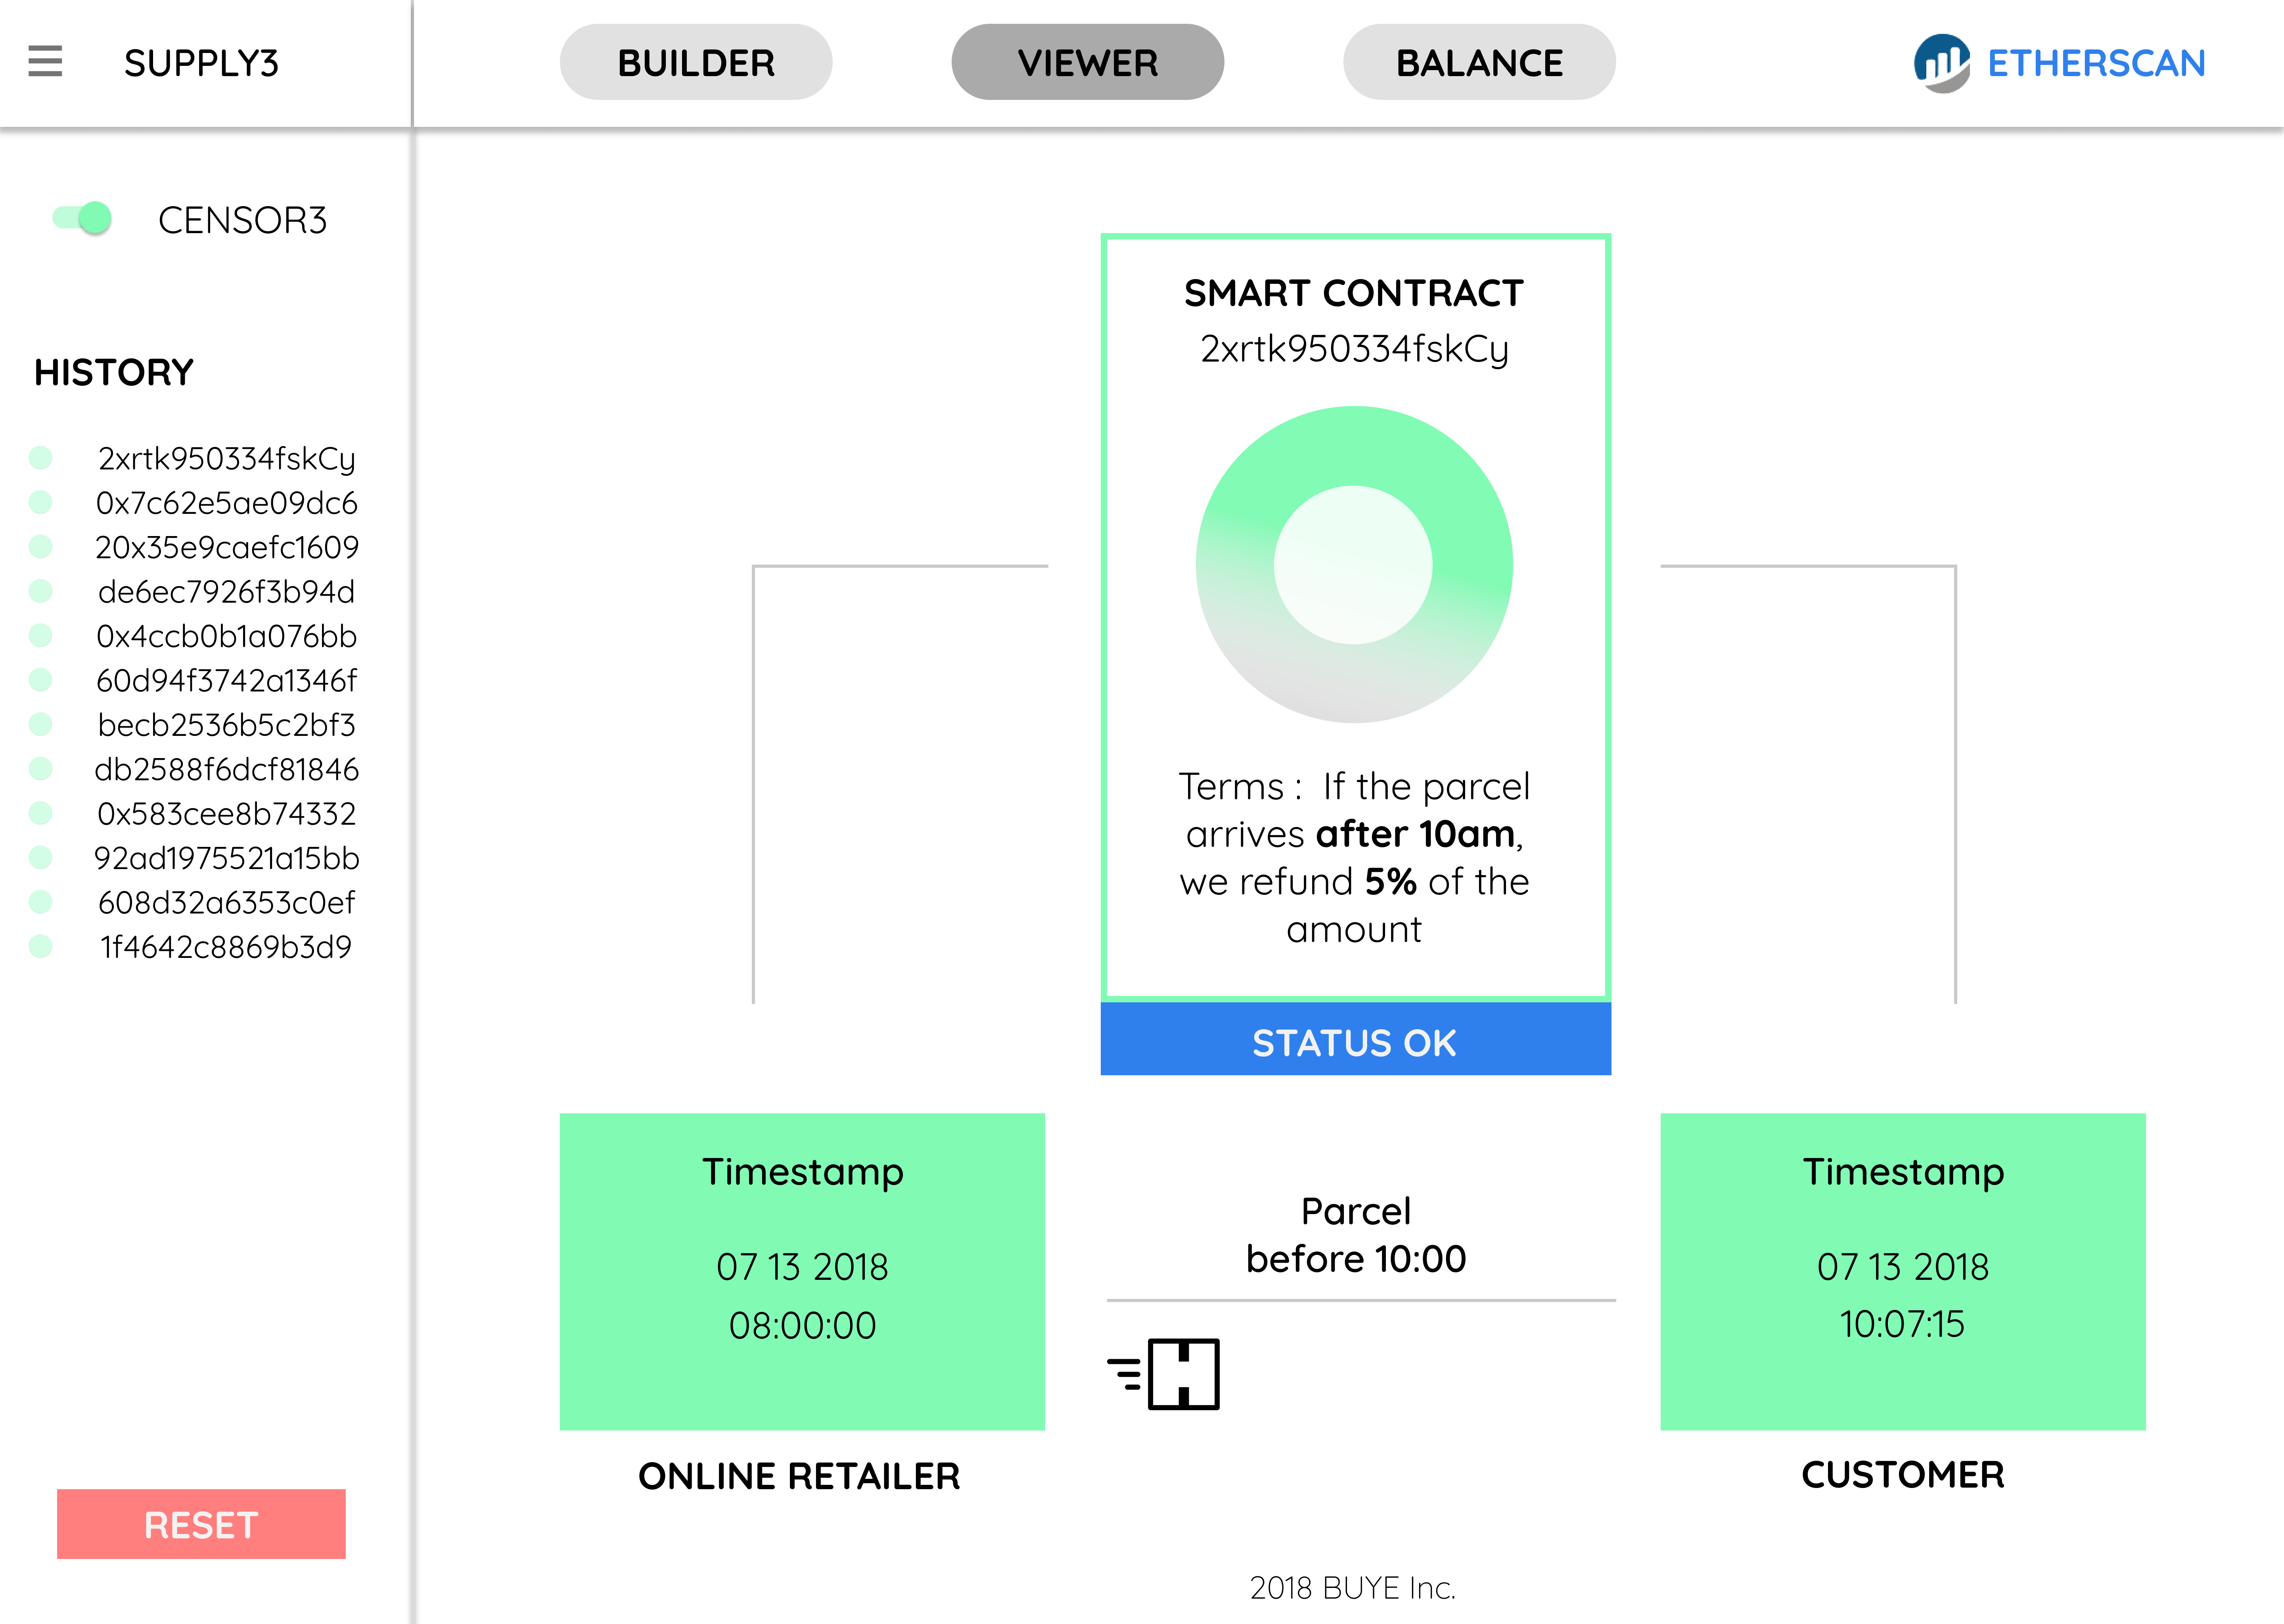 SUPPLY3
BUILDER
VIEWER
BALANCE
ETHERSCAN
CENSOR3
HISTORY
2xrtk950334fskCy
0x7c62e5ae09dc6
20x35e9caefc1609
de6ec7926f3b94d
0x4ccb0b1a076bb
60d94f3742a1346f
becb2536b5c2bf3
db2588f6dcf81846
0x583cee8b74332
92ad1975521a15bb
608d32a6353c0ef
1f4642c8869b3d9
RESET
SMART CONTRACT
2xrtk950334fskCy
Terms : If the parcel
arrives after 10am,
we refund 5% of the
amount
STATUS OK
Timestamp
07 13 2018
08:00:00
ONLINE RETAILER
Parcel
before 10:00
Timestamp
07 13 2018
10:07:15
CUSTOMER
2018 BUYE Inc.